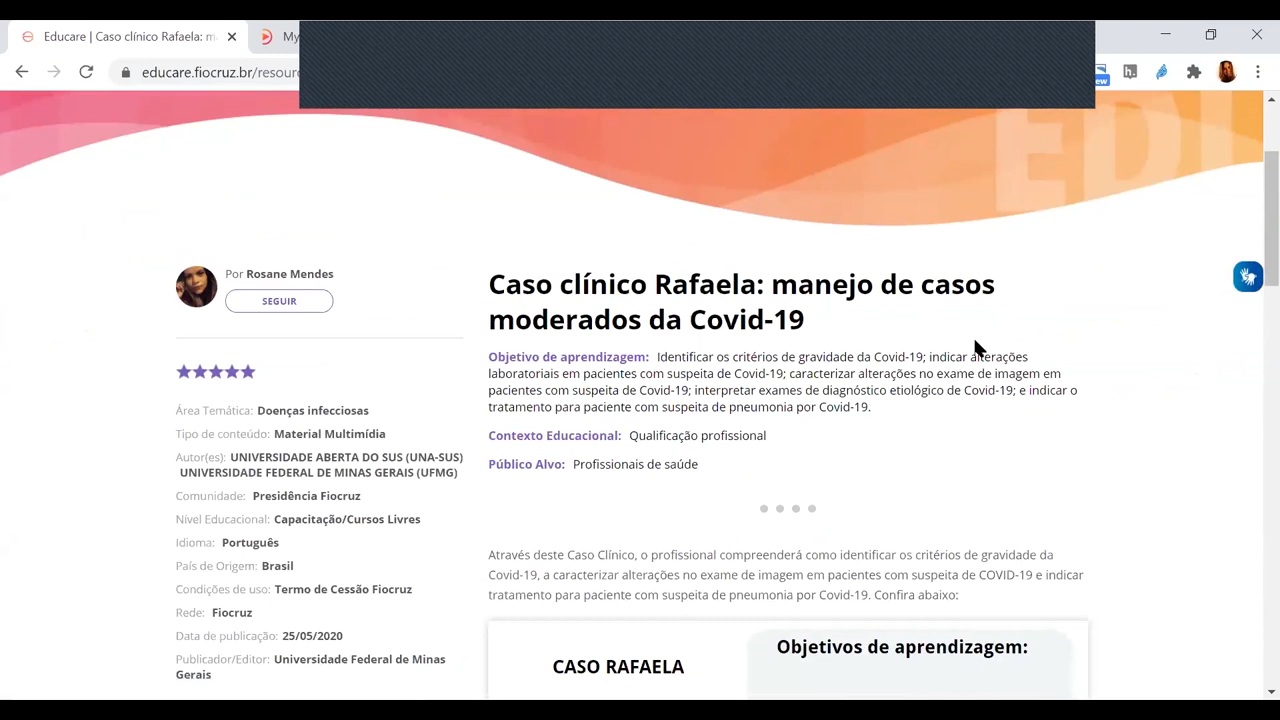 Educare | Caso clínico Rafaela: m
My
educare.fiocruz.br/resour
ew
EDU
Por Rosane Mendes
SEGUIR
Área Temática: Doenças infecciosas
Tipo de conteúdo: Material Multimídia
Autor(es): UNIVERSIDADE ABERTA DO SUS (UNA-SUS)
UNIVERSIDADE FEDERAL DE MINAS GERAIS (UFMG)
Comunidade: Presidência Fiocruz
Nível Educacional: Capacitação/Cursos Livres
Idioma: Português
País de Origem: Brasil
Condições de uso: Termo de Cessão Fiocruz
Rede: Fiocruz
Data de publicação: 25/05/2020
Publicador/Editor: Universidade Federal de Minas
Gerais
Caso clínico Rafaela: manejo de casos
moderados da Covid-19
Objetivo de aprendizagem: Identificar os critérios de gravidade da Covid-19; indicar alterações
laboratoriais em pacientes com suspeita de Covid-19; caracterizar alterações no exame de imagem em
pacientes com suspeita de Covid-19; interpretar exames de diagnóstico etiológico de Covid-19; e indicar o
tratamento para paciente com suspeita de pneumonia por Covid-19.
Contexto Educacional: Qualificação profissional
Público Alvo: Profissionais de saúde
Através deste Caso Clínico, o profissional compreenderá como identificar os critérios de gravidade da
Covid-19, a caracterizar alterações no exame de imagem em pacientes com suspeita de COVID-19 e indicar
tratamento para paciente com suspeita de pneumonia por Covid-19. Confira abaixo:
CASO RAFAELA
Objetivos de aprendizagem: